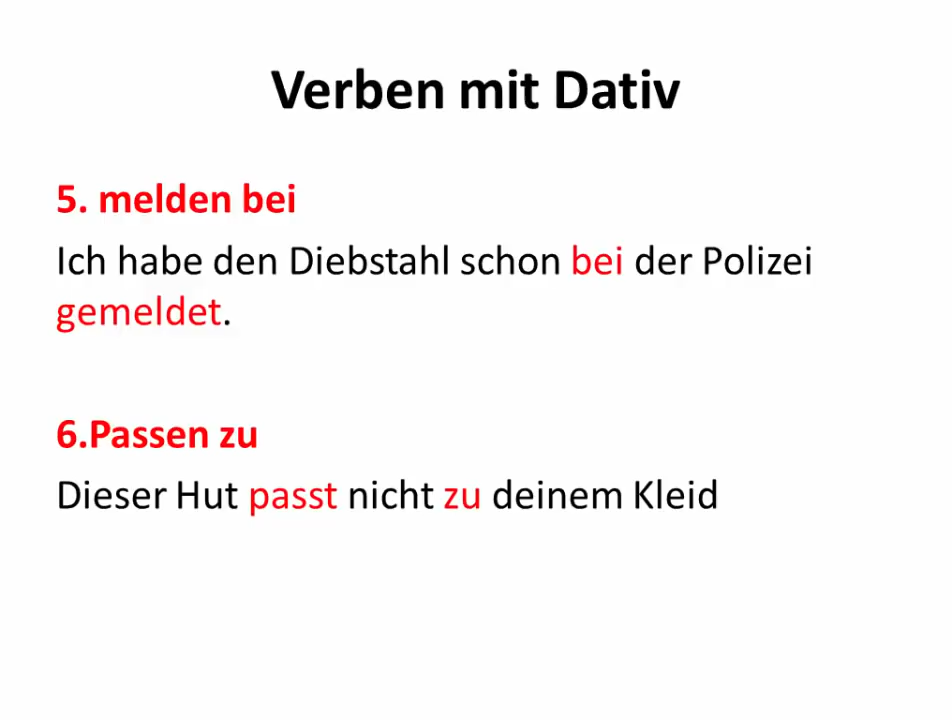 Verben mit Dativ
5. melden bei
Ich habe den Diebstahl schon bei der Polizei
gemeldet.
6.Passen zu
Dieser Hut passt nicht zu deinem Kleid